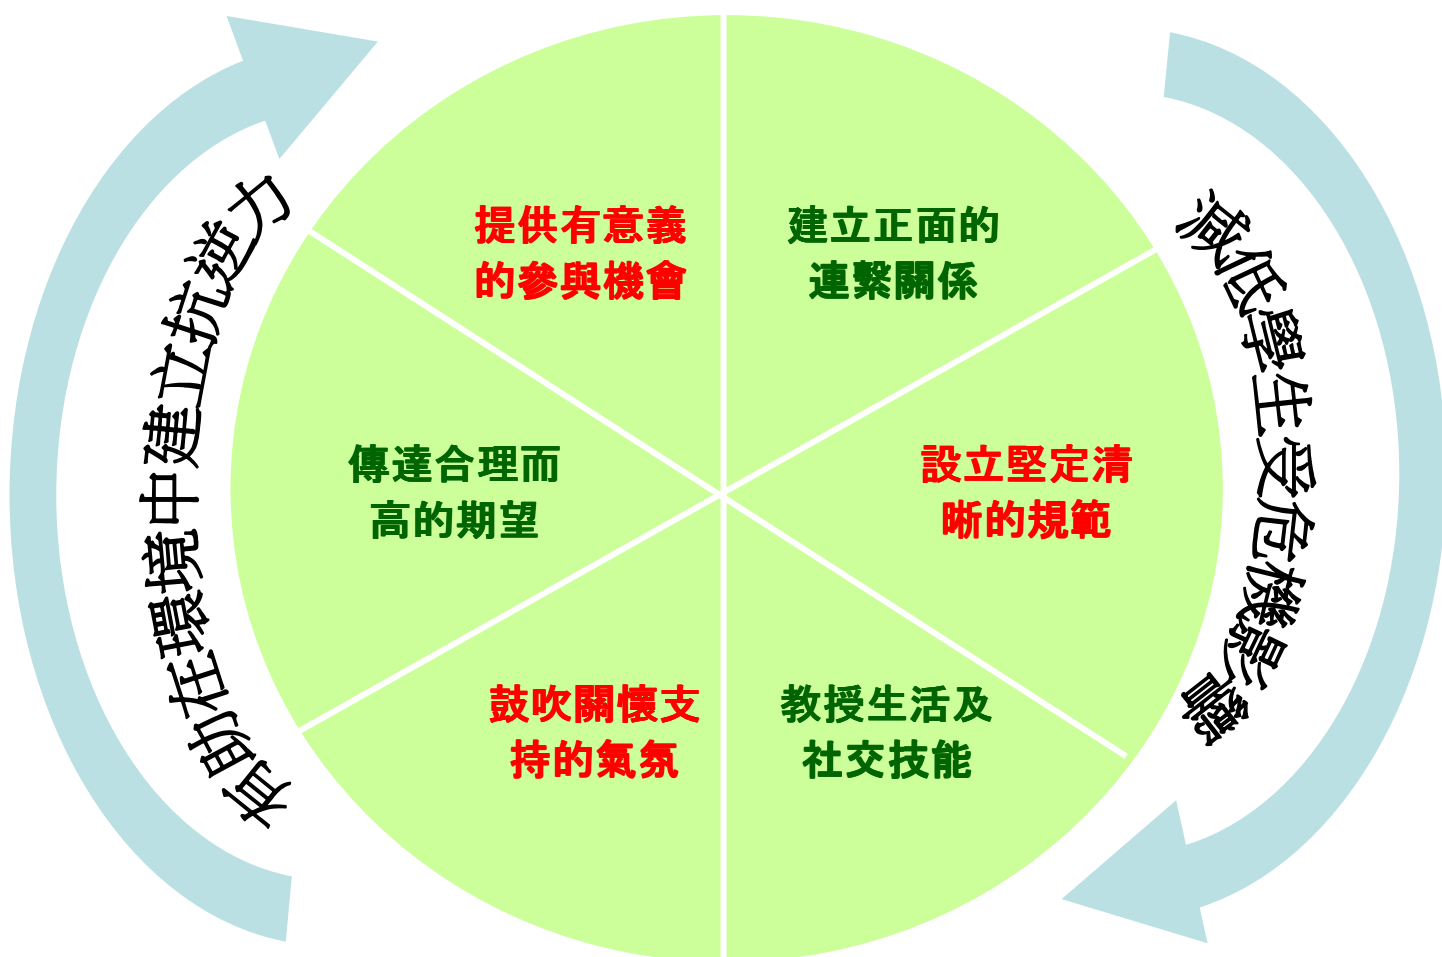 有助在環境中建立抗逆力
提供有意義
的參與機會
建立正面的
連繫關係
傳達合理而
高的期望
設立堅定清
晰的規範
鼓吹關懷支
持的氣氛
教授生活及
社交技能
減低學生受危機影響